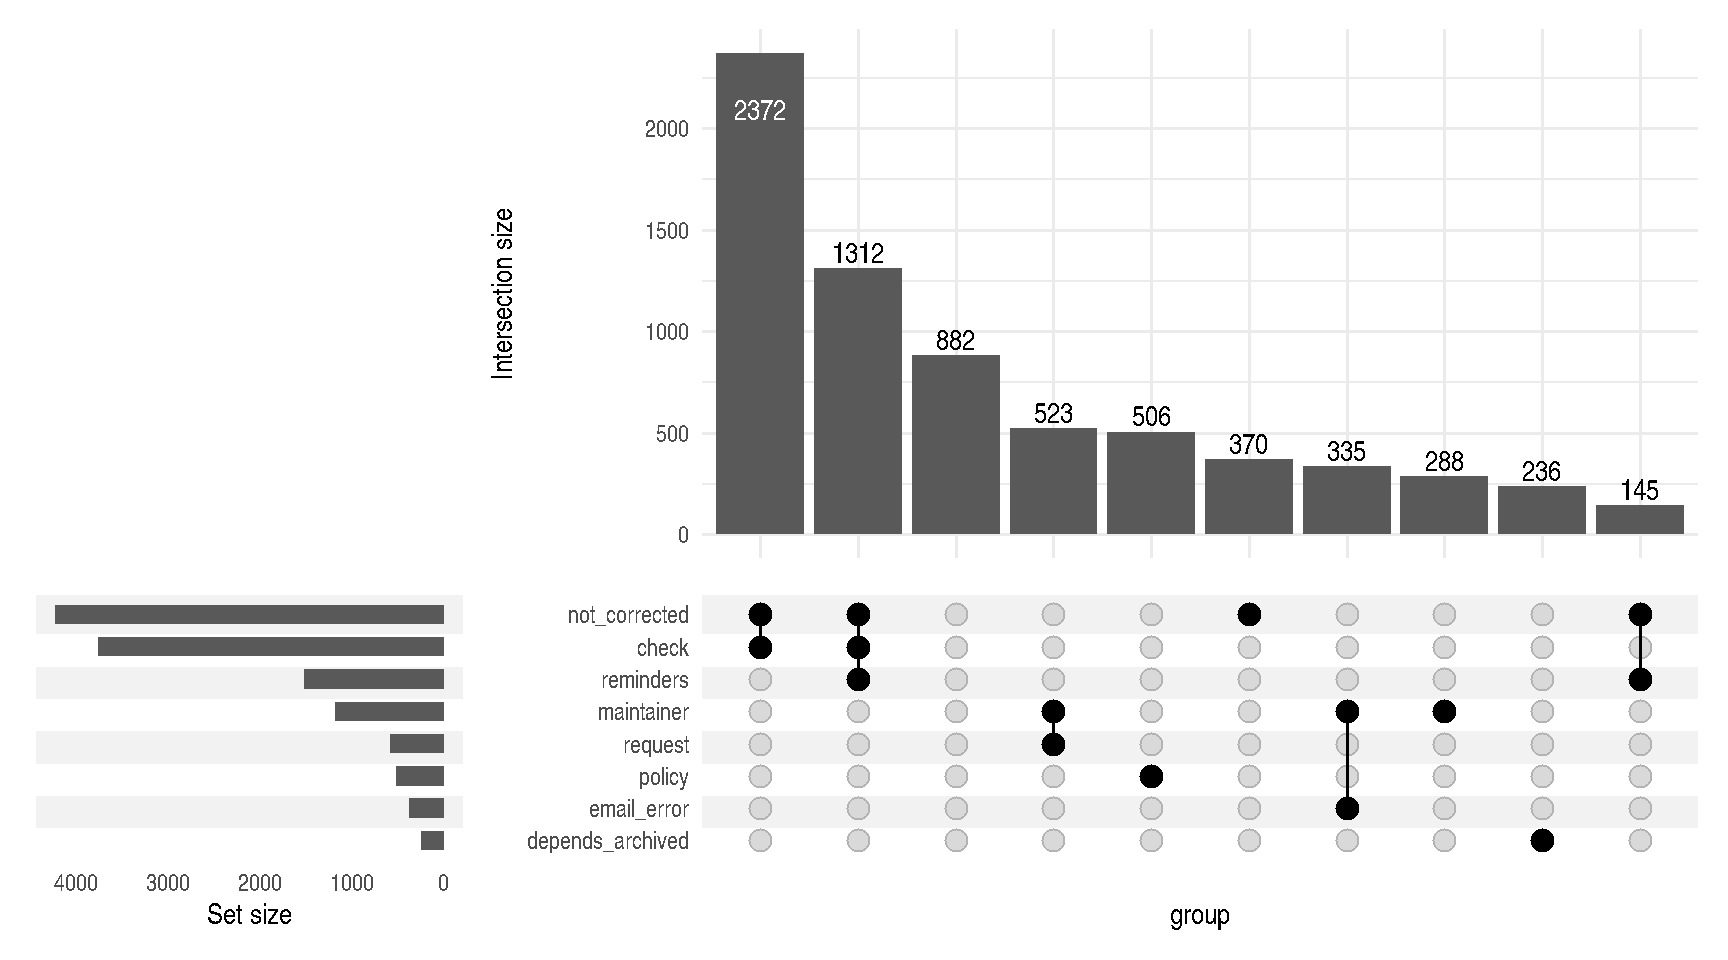 Intersection size
2000
1500
1000
500
0
2372
1312
882
523
506
370
335
288
236
145
not_corrected
check
reminders
maintainer
request
policy
email_error
depends_archived
4000 3000 2000 1000 0
Set size
group